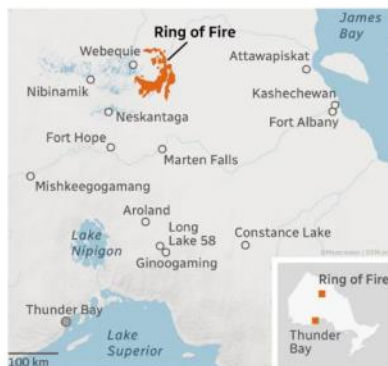 James
Bay
Ring of Fire
Webequie
Attawapiskat
Nibinamik
Kashechewan
Neskantaga
Fort Albany
Fort Hope
Marten Falls
Mishkeegogamang
Aroland
Lake
Nipigon
Long
Lake 58
Constance Lake
Ginoogaming
Thunder Bay
Lake
Superior
100 km
Ring of Fire
Thunder
Bay